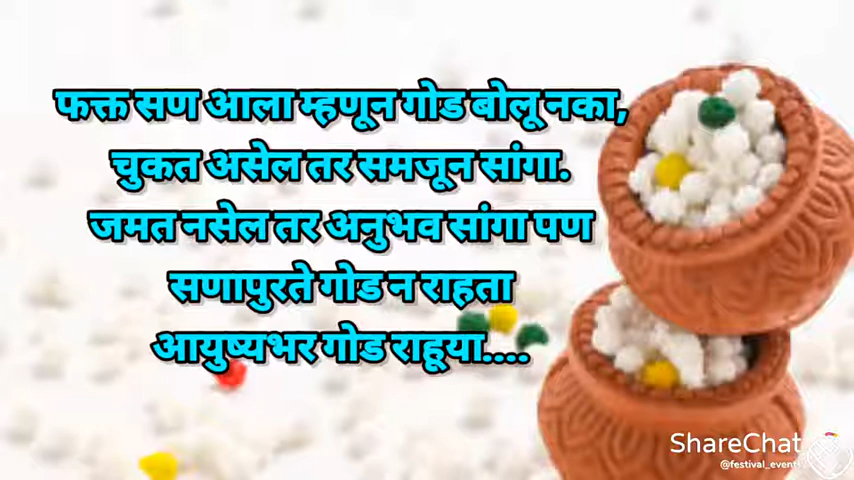 फक्त सण आला म्हणून गोड बोलू नका,
चुकत असेल तर समजून सांगा.
जमत नसेल तर अनुभव सांगा पण
सणापुरते गोड न राहता
आयुष्यभर गोड राहूया....
ShareChat
@festival_events